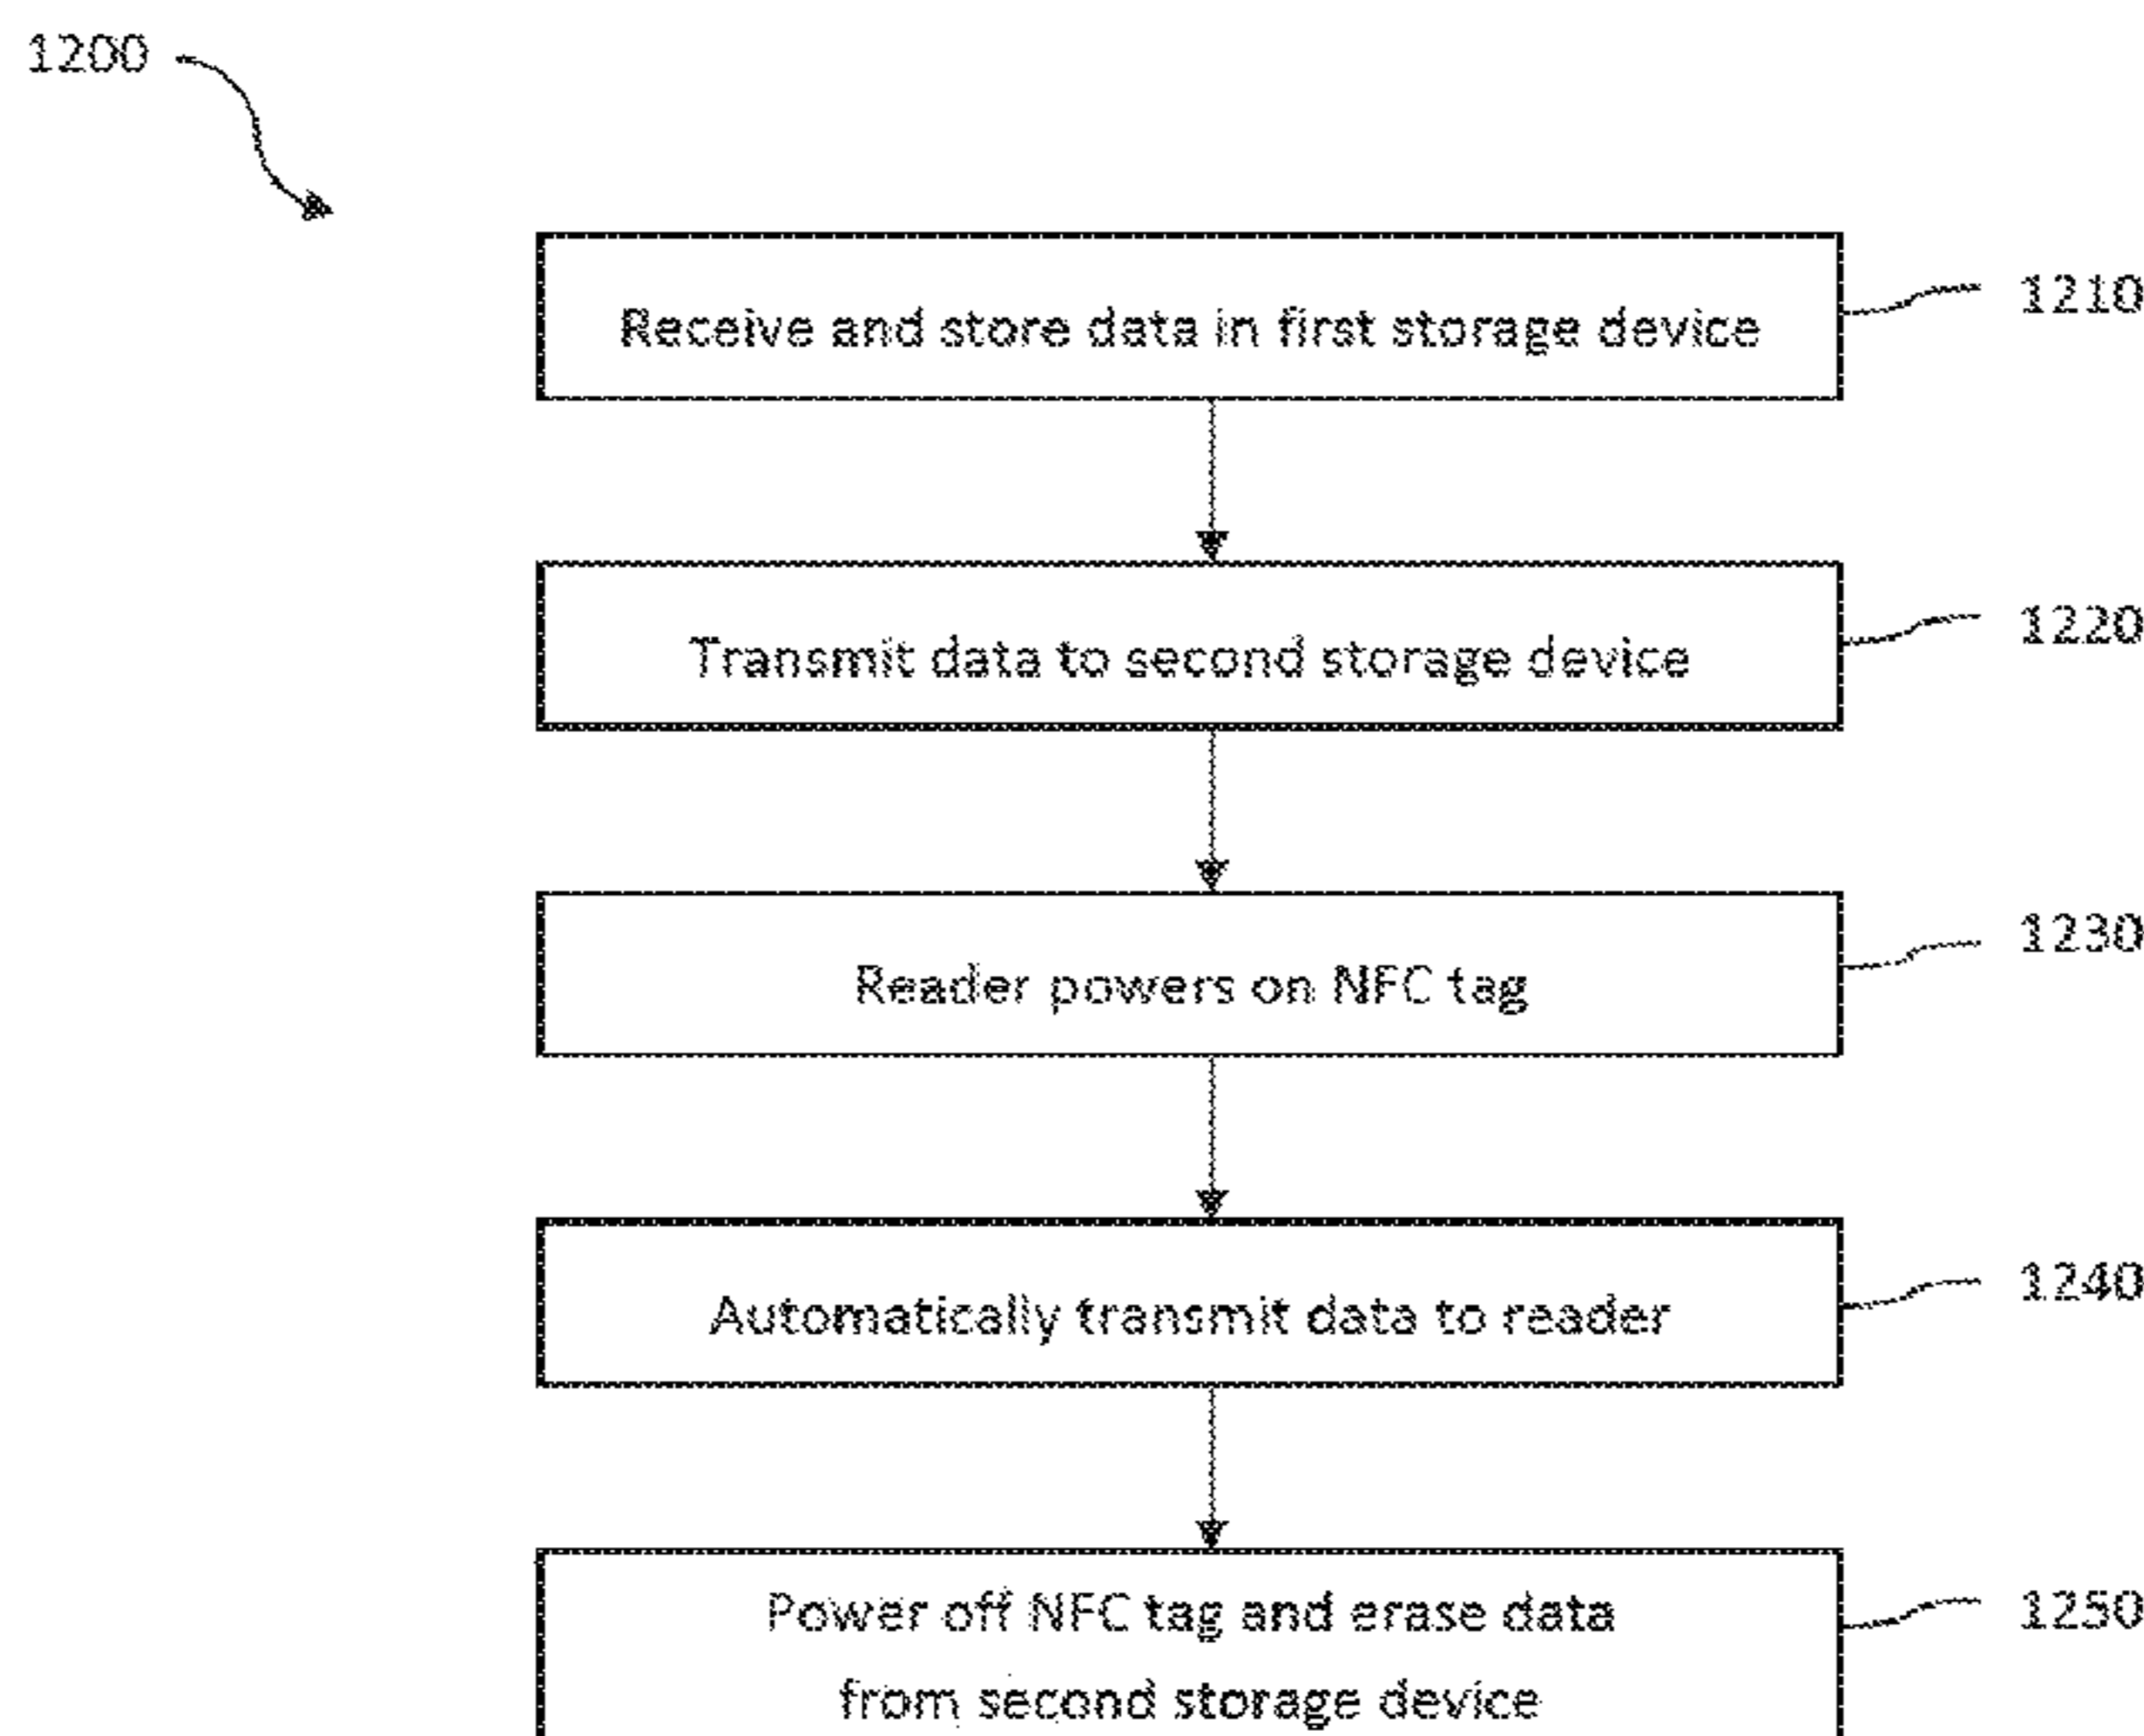 1200
Receive and store data in first storage device
1210
Transmit data to second storage device
1220
Reader powers on NFC tag
1230
Automatically transmit data to reader
1240
Power off NFC tag and erase data
from second storage device
1250